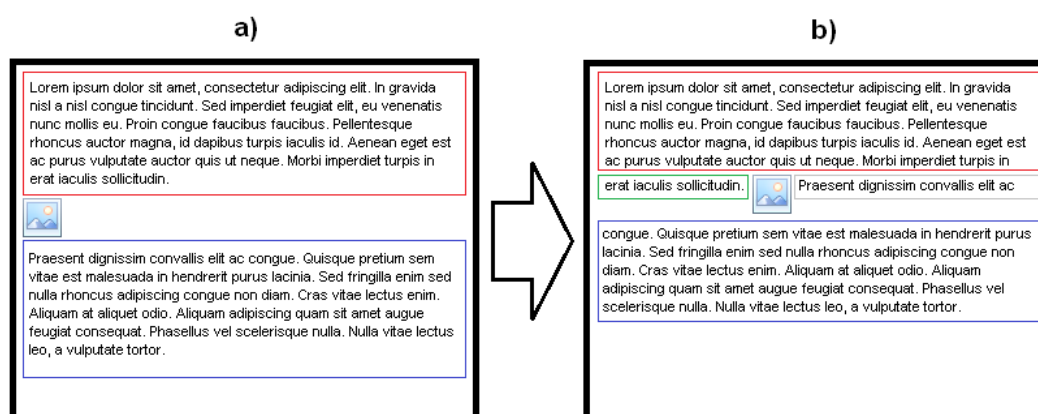 a)
Lorem ipsum dolor sit amet, consectetur adipiscing elit. In gravida
nisl a nisl congue tincidunt. Sed imperdiet feugiat elit, eu venenatis
nunc mollis eu. Proin congue faucibus faucibus. Pellentesque
rhoncus auctor magna, id dapibus turpis iaculis id. Aenean eget est
ac purus vulputate auctor quis ut neque. Morbi imperdiet turpis in
erat iaculis sollicitudin.
Praesent dignissim convallis elit ac congue. Quisque pretium sem
vitae est malesuada in hendrerit purus lacinia. Sed fringilla enim sed
nulla rhoncus adipiscing congue non diam. Cras vitae lectus enim.
Aliquam at aliquet odio. Aliquam adipiscing quam sit amet augue
feugiat consequat. Phasellus vel scelerisque nulla. Nulla vitae lectus
leo, a vulputate tortor.
b)
Lorem ipsum dolor sit amet, consectetur adipiscing elit. In gravida
nisl a nisl congue tincidunt. Sed imperdiet feugiat elit, eu venenatis
nunc mollis eu. Proin congue faucibus faucibus. Pellentesque
rhoncus auctor magna, id dapibus turpis iaculis id. Aenean eget est
ac purus vulputate auctor quis ut neque. Morbi imperdiet turpis in
erat iaculis sollicitudin. Praesent dignissim convallis elit ac
congue. Quisque pretium sem vitae est malesuada in hendrerit purus
lacinia. Sed fringilla enim sed nulla rhoncus adipiscing congue non
diam. Cras vitae lectus enim. Aliquam at aliquet odio. Aliquam
adipiscing quam sit amet augue feugiat consequat. Phasellus vel
scelerisque nulla. Nulla vitae lectus leo, a vulputate tortor.